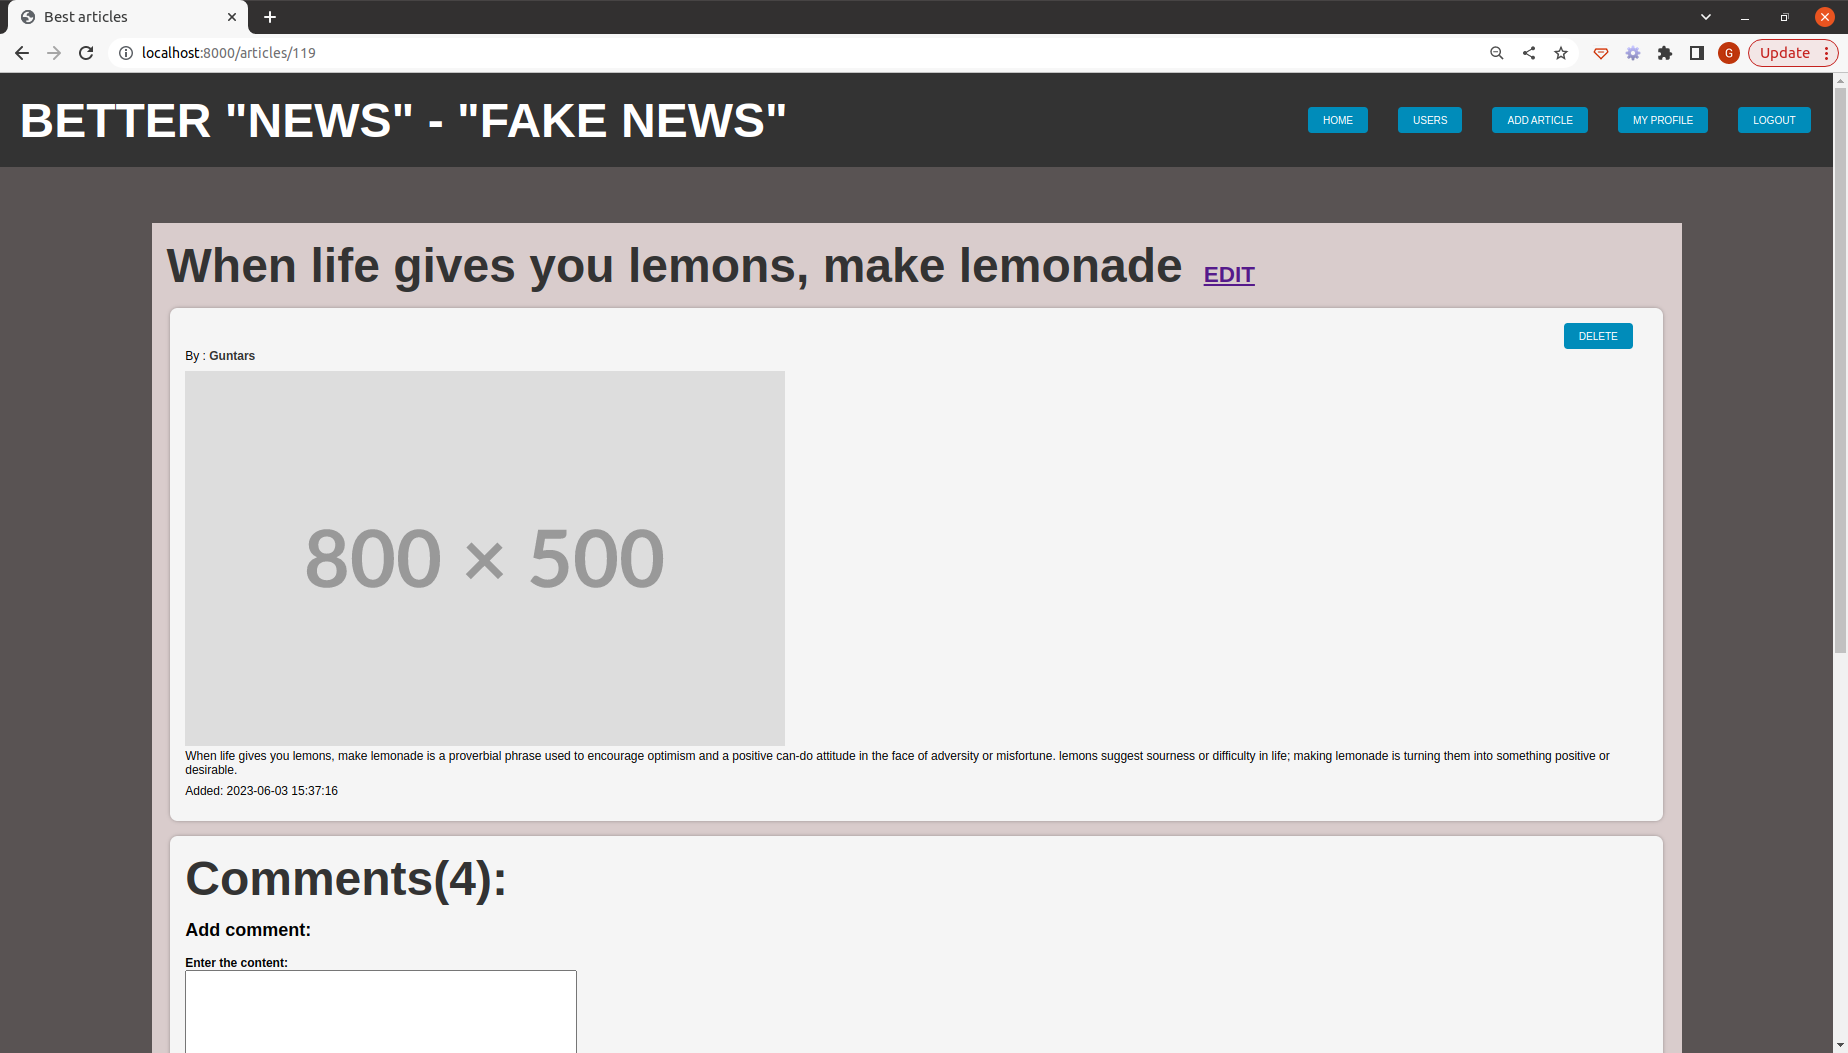 Best articles
localhost:8000/articles/119
G
Update
BETTER "NEWS" - "FAKE NEWS"
HOME
USERS
ADD ARTICLE
MY PROFILE
LOGOUT
When life gives you lemons, make lemonade EDIT
DELETE
By : Guntars
800 × 500
When life gives you lemons, make lemonade is a proverbial phrase used to encourage optimism and a positive can-do attitude in the face of adversity or misfortune. lemons suggest sourness or difficulty in life; making lemonade is turning them into something positive or
desirable.
Added: 2023-06-03 15:37:16
Comments(4):
Add comment:
Enter the content: